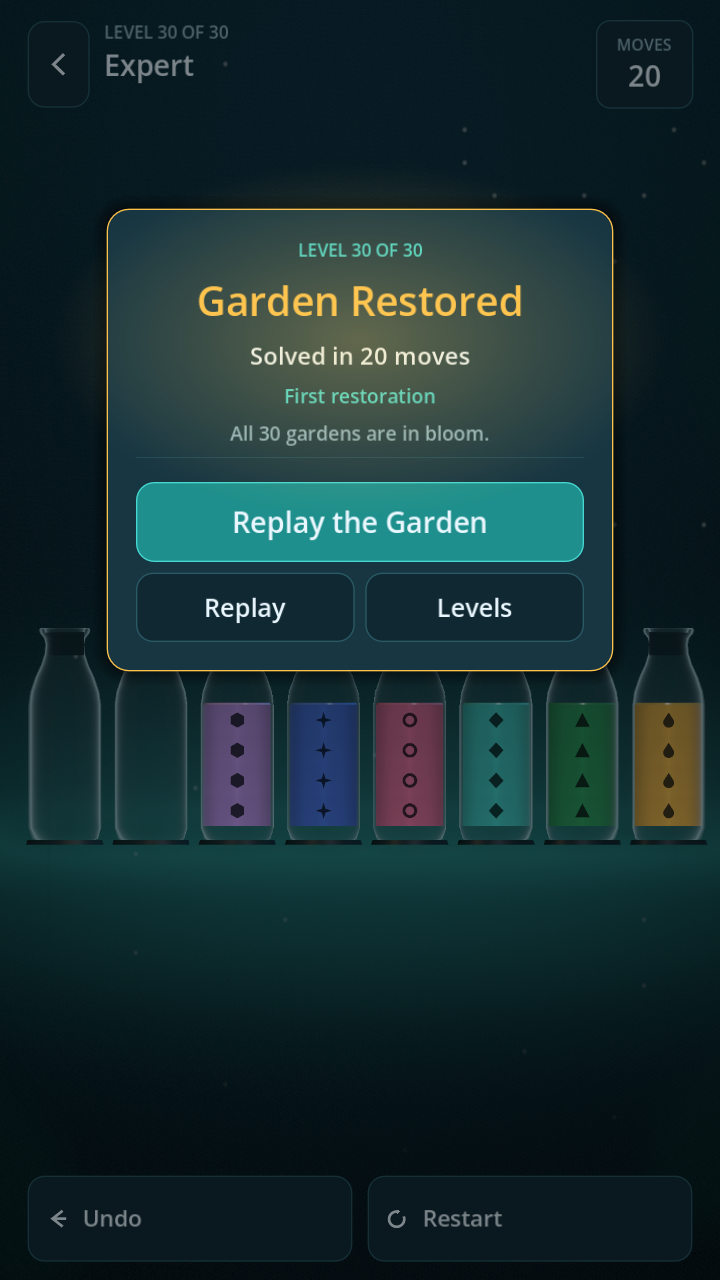 LEVEL 30 OF 30
Expert
MOVES
20
LEVEL 30 OF 30
Garden Restored
Solved in 20 moves
First restoration
All 30 gardens are in bloom.
Replay the Garden
Replay
Levels
Undo
Restart